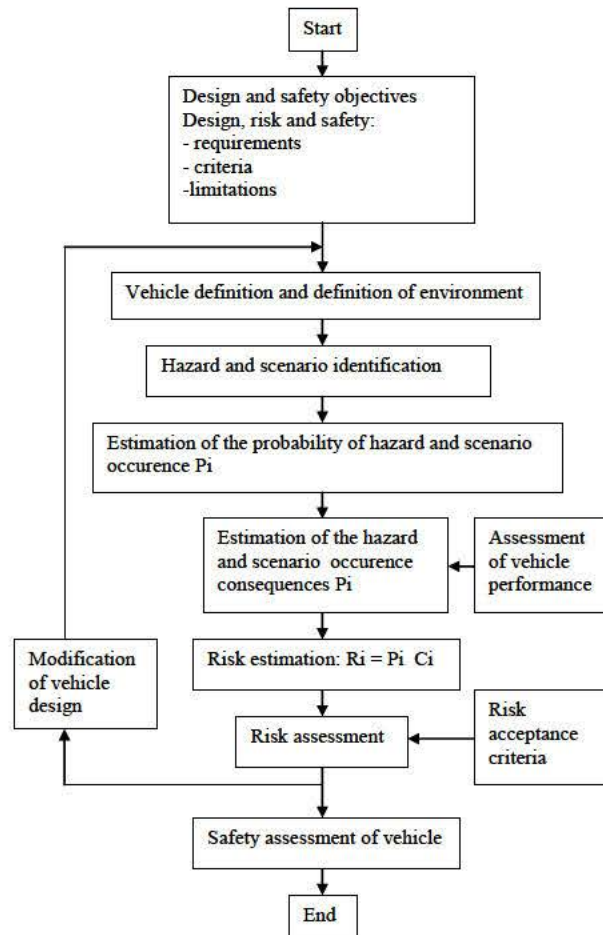 Start
Design and safety objectives
Design, risk and safety:
- requirements
- criteria
-limitations
Vehicle definition and definition of environment
Hazard and scenario identification
Estimation of the probability of hazard and scenario
occurence Pi
Estimation of the hazard
and scenario occurence
consequences Pi
Assessment
of vehicle
performance
Risk estimation: Ri = Pi Ci
Modification
of vehicle
design
Risk assessment
Risk
acceptance
criteria
Safety assessment of vehicle
End